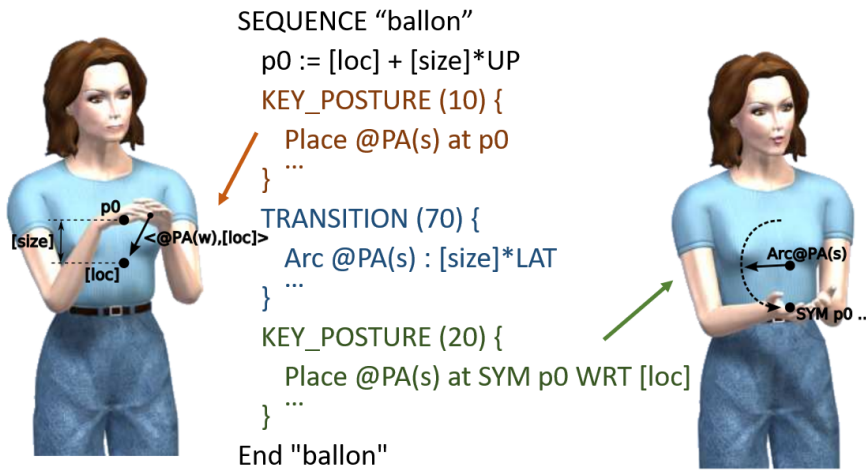 SEQUENCE “ballon”
p0 := [loc] + [size]*UP
KEY_POSTURE (10) {
Place @PA(s) at p0
...
}
TRANSITION (70) {
Arc @PA(s) : [size]*LAT
...
}
KEY_POSTURE (20) {
Place @PA(s) at SYM p0 WRT [loc]
...
}
End "ballon"
p0
[size]
<@PA(w),[loc]>
[loc]
Arc@PA(s)
SYM p0 ..